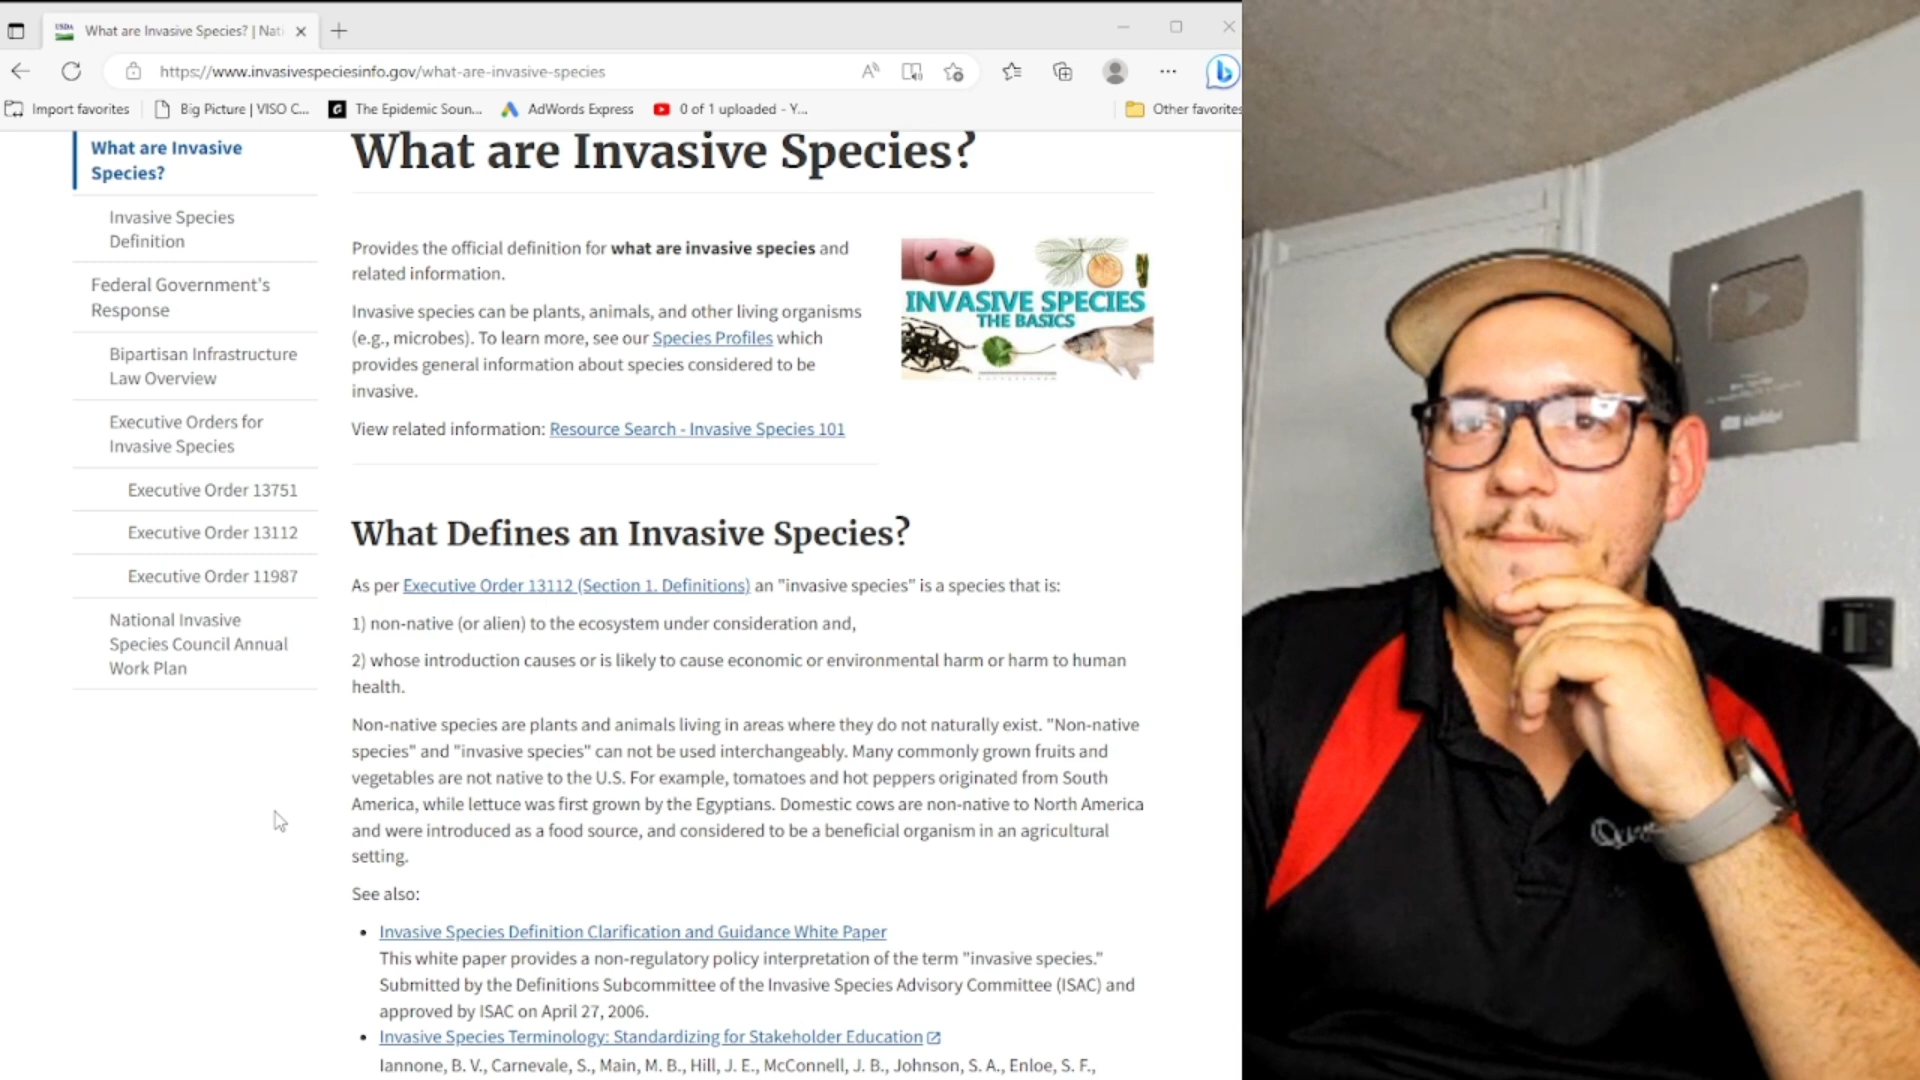 USDA
What are Invasive Species? | Nati
https://www.invasivespeciesinfo.gov/what-are-invasive-species
Import favorites
Big Picture | VISO C...
The Epidemic Soun...
AdWords Express
0 of 1 uploaded - Y...
Other favorites
What are Invasive
Species?
Invasive Species
Definition
Federal Government's
Response
Bipartisan Infrastructure
Law Overview
Executive Orders for
Invasive Species
Executive Order 13751
Executive Order 13112
Executive Order 11987
National Invasive
Species Council Annual
Work Plan
What are Invasive Species?
Provides the official definition for what are invasive species and
related information.
Invasive species can be plants, animals, and other living organisms
(e.g., microbes). To learn more, see our Species Profiles which
provides general information about species considered to be
invasive.
View related information: Resource Search - Invasive Species 101
INVASIVE SPECIES
THE BASICS
What Defines an Invasive Species?
As per Executive Order 13112 (Section 1. Definitions) an "invasive species" is a species that is:
1) non-native (or alien) to the ecosystem under consideration and,
2) whose introduction causes or is likely to cause economic or environmental harm or harm to human
health.
Non-native species are plants and animals living in areas where they do not naturally exist. "Non-native
species" and "invasive species" can not be used interchangeably. Many commonly grown fruits and
vegetables are not native to the U.S. For example, tomatoes and hot peppers originated from South
America, while lettuce was first grown by the Egyptians. Domestic cows are non-native to North America
and were introduced as a food source, and considered to be a beneficial organism in an agricultural
setting.
See also:
Invasive Species Definition Clarification and Guidance White Paper
This white paper provides a non-regulatory policy interpretation of the term "invasive species."
Submitted by the Definitions Subcommittee of the Invasive Species Advisory Committee (ISAC) and
approved by ISAC on April 27, 2006.
Invasive Species Terminology: Standardizing for Stakeholder Education
Iannone, B. V., Carnevale, S., Main, M. B., Hill, J. E., McConnell, J. B., Johnson, S. A., Enloe, S. F.,